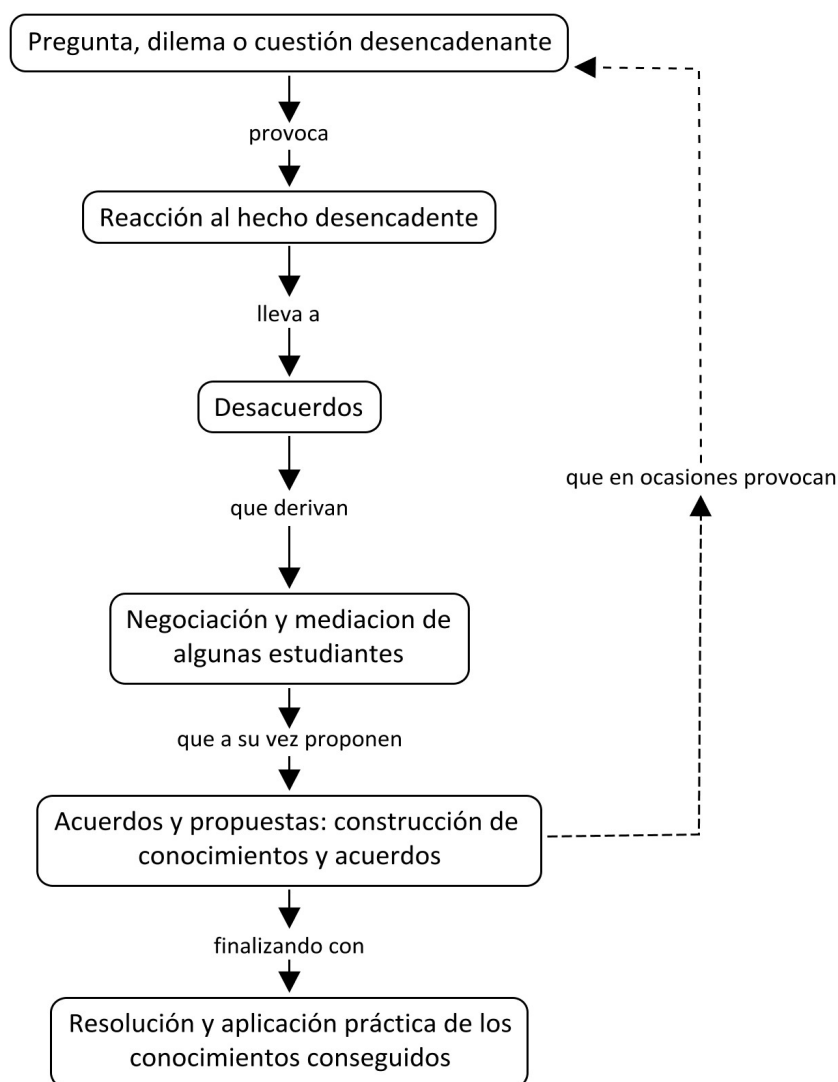 Pregunta, dilema o cuestión desencadenante
provoca
Reacción al hecho desencadente
lleva a
Desacuerdos
que en ocasiones provocan
que derivan
Negociación y mediacion de
algunas estudiantes
que a su vez proponen
Acuerdos y propuestas: construcción de
conocimientos y acuerdos
finalizando con
Resolución y aplicación práctica de los
conocimientos conseguidos